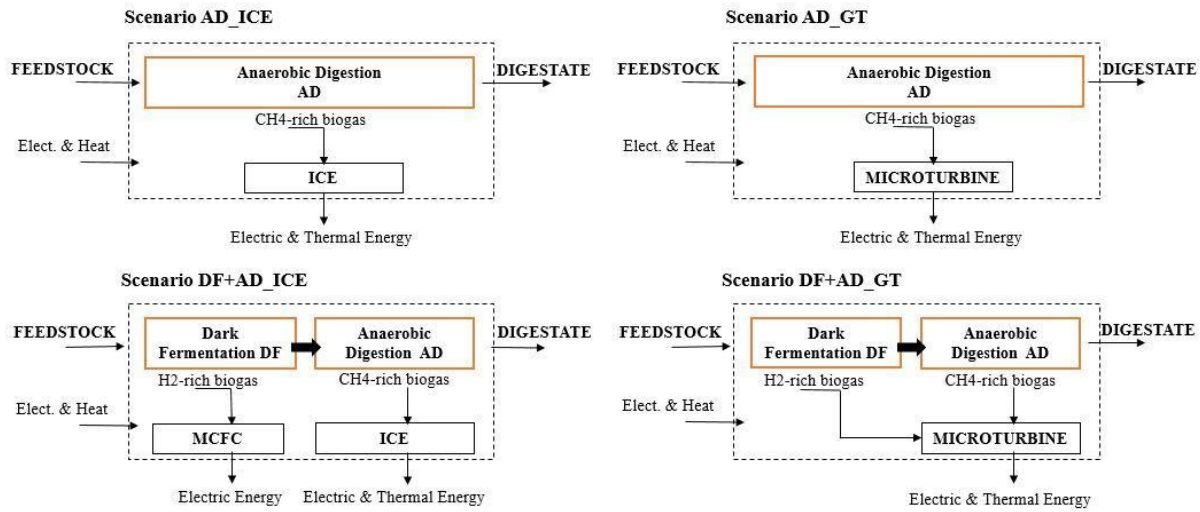 Scenario AD_ICE
FEEDSTOCK
Anaerobic Digestion
AD
DIGESTATE
CH4-rich biogas
Elect. & Heat
ICE
Electric & Thermal Energy
Scenario AD_GT
FEEDSTOCK
Anaerobic Digestion
AD
DIGESTATE
CH4-rich biogas
Elect. & Heat
MICROTURBINE
Electric & Thermal Energy
Scenario DF+AD_ICE
FEEDSTOCK
Dark
Fermentation DF
Anaerobic
Digestion AD
DIGESTATE
H2-rich biogas
CH4-rich biogas
Elect. & Heat
MCFC
ICE
Electric Energy
Electric & Thermal Energy
Scenario DF+AD_GT
FEEDSTOCK
Dark
Fermentation DF
Anaerobic
Digestion AD
DIGESTATE
H2-rich biogas
CH4-rich biogas
Elect. & Heat
MICROTURBINE
Electric & Thermal Energy